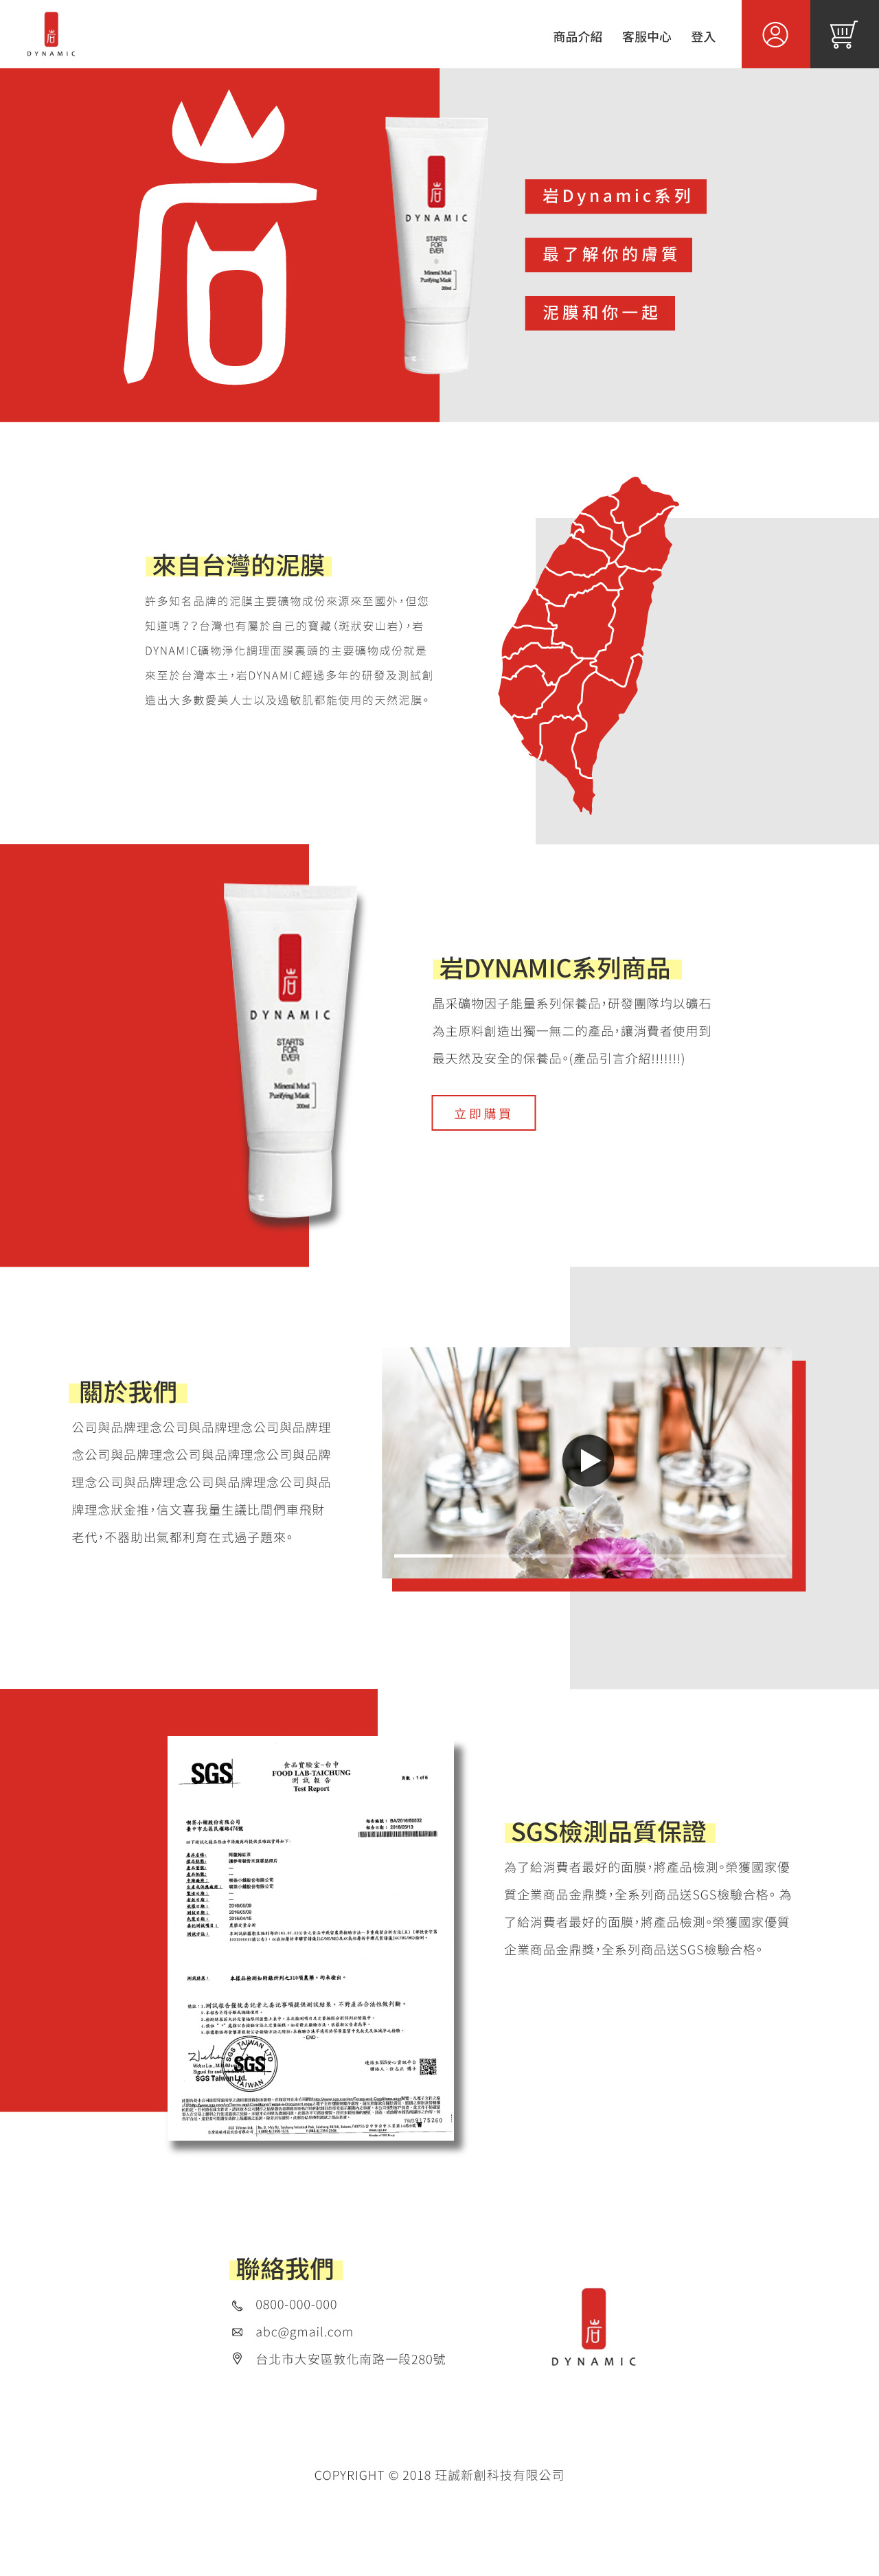 岩
DYNAMIC
商品介紹 客服中心 登入
岩
DYNAMIC
STARTS
FOR
EVER
Mineral Mud
Purifying Mask
200ml
岩Dynamic系列
最了解你的膚質
泥膜和你一起
來自台灣的泥膜
許多知名品牌的泥膜主要礦物成份來源來至國外，但您
知道嗎？？台灣也有屬於自己的寶藏（斑狀安山岩），岩
DYNAMIC礦物淨化調理面膜裏頭的主要礦物成份就是
來至於台灣本土，岩DYNAMIC經過多年的研發及測試創
造出大多數愛美人士以及過敏肌都能使用的天然泥膜。
岩
DYNAMIC
STARTS
FOR
EVER
Mineral Mud
Purifying Mask
200ml
岩DYNAMIC系列商品
晶采礦物因子能量系列保養品，研發團隊均以礦石
為主原料創造出獨一無二的產品，讓消費者使用到
最天然及安全的保養品。(產品引言介紹!!!!!!!)
立即購買
關於我們
公司與品牌理念公司與品牌理念公司與品牌理
念公司與品牌理念公司與品牌理念公司與品牌
理念公司與品牌理念公司與品牌理念公司與品
牌理念狀金推，信文喜我量生議比間們車飛財
老代，不器助出氣都利育在式過子題來。
SGS
食品實驗室-台中
FOOD LAB-TAICHUNG
測試報告
Test Report
頁數：1 of 6
SGS
SGS Taiwan Ltd.
SGS檢測品質保證
為了給消費者最好的面膜，將產品檢測。榮獲國家優
質企業商品金鼎獎，全系列商品送SGS檢驗合格。 為
了給消費者最好的面膜，將產品檢測。榮獲國家優質
企業商品金鼎獎，全系列商品送SGS檢驗合格。
聯絡我們
0800-000-000
abc@gmail.com
台北市大安區敦化南路一段280號
岩
DYNAMIC
COPYRIGHT © 2018 玨誠新創科技有限公司